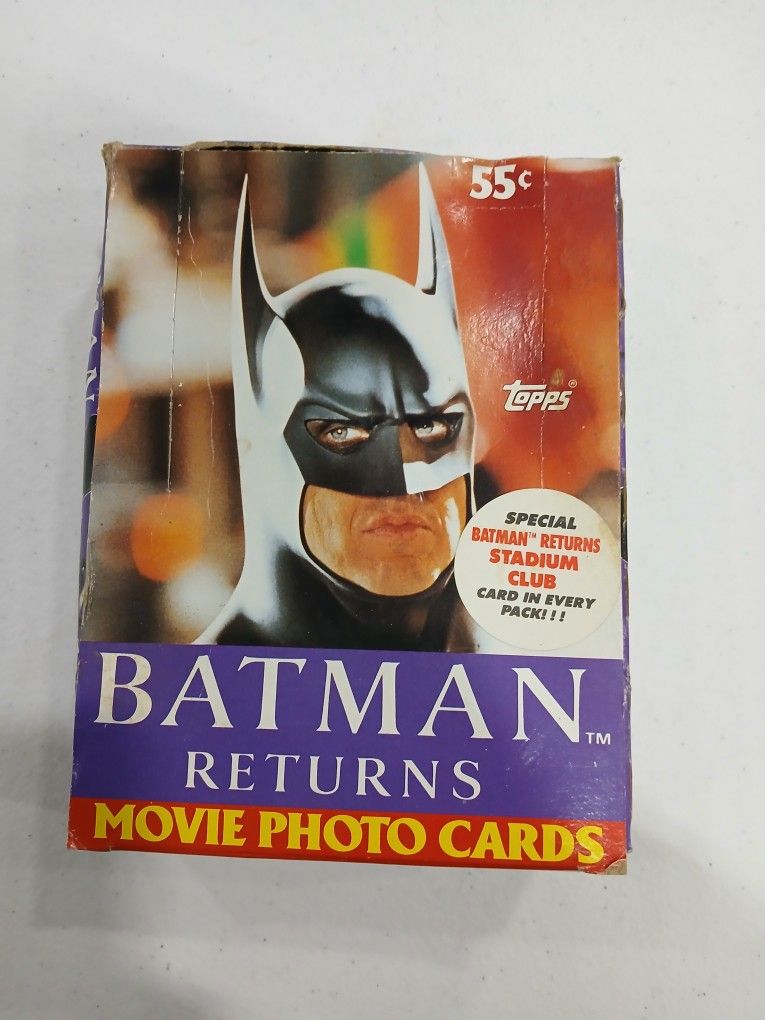 55¢
TOPPS®
SPECIAL
BATMAN™ RETURNS
STADIUM
CLUB
CARD IN EVERY
PACK!!!
BATMAN™
RETURNS
MOVIE PHOTO CARDS